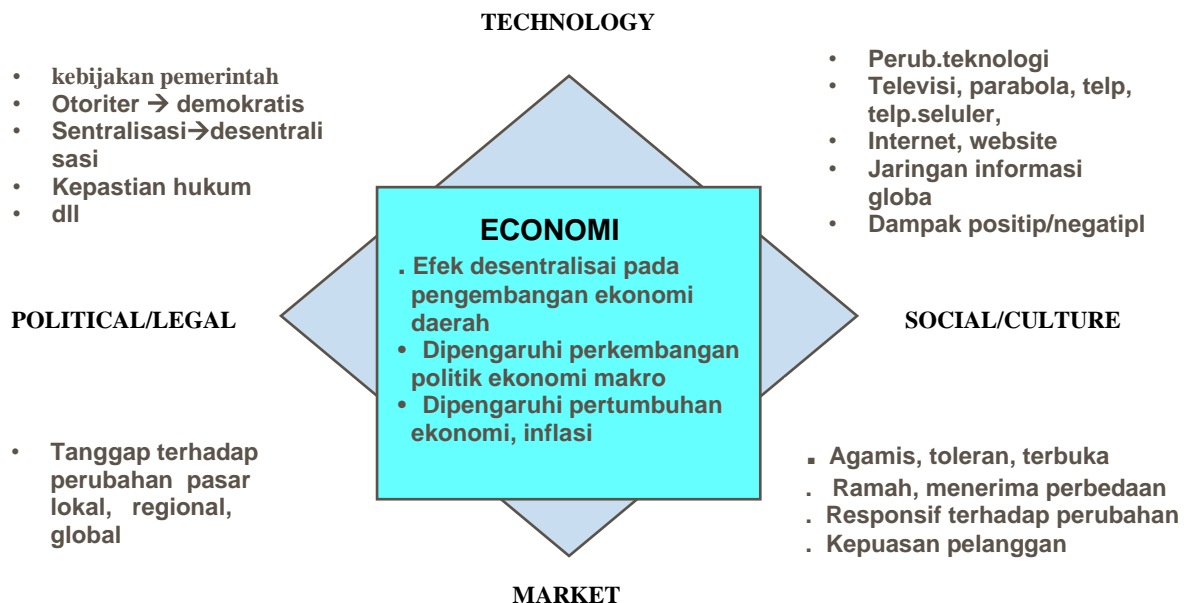 TECHNOLOGY
• kebijakan pemerintah
• Otoriter → demokratis
• Sentralisasi→desentrali
sasi
• Kepastian hukum
• dll
• Perub.teknologi
• Televisi, parabola, telp,
telp.seluler,
• Internet, website
• Jaringan informasi
globa
• Dampak positip/negatipl
ECONOMI
. Efek desentralisai pada
pengembangan ekonomi
daerah
• Dipengaruhi perkembangan
politik ekonomi makro
• Dipengaruhi pertumbuhan
ekonomi, inflasi
POLITICAL/LEGAL
SOCIAL/CULTURE
• Tanggap terhadap
perubahan pasar
lokal, regional,
global
. Agamis, toleran, terbuka
. Ramah, menerima perbedaan
. Responsif terhadap perubahan
. Kepuasan pelanggan
MARKET